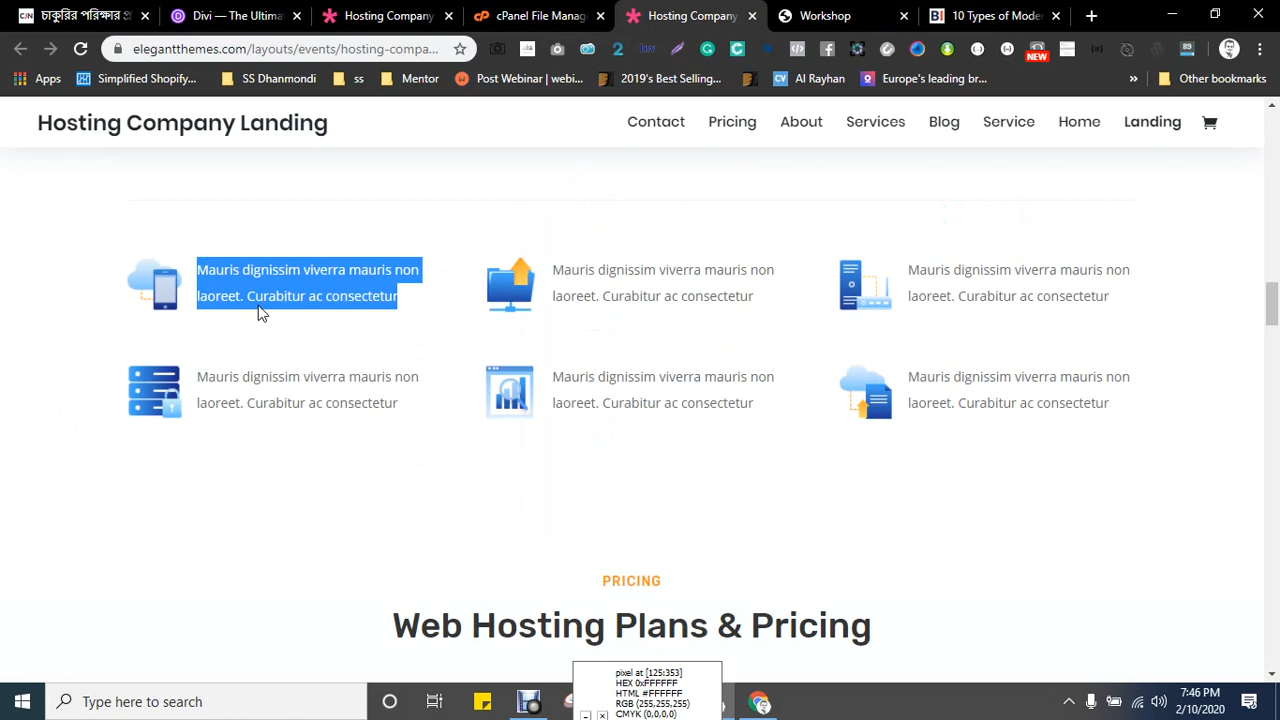 চাকুরির পরিক্ষার
Divi — The Ultima
Hosting Company
cPanel File Manag
Hosting Company
Workshop
10 Types of Moder
elegantthemes.com/layouts/events/hosting-compa...
NEW
89
Apps
Simplified Shopify...
SS Dhanmondi
ss
Mentor
Post Webinar | webi...
2019's Best Selling...
CV
Al Rayhan
Europe's leading br...
»
Other bookmarks
Hosting Company Landing
Contact
Pricing
About
Services
Blog
Service
Home
Landing
Mauris dignissim viverra mauris non
laoreet. Curabitur ac consectetur
Mauris dignissim viverra mauris non
laoreet. Curabitur ac consectetur
Mauris dignissim viverra mauris non
laoreet. Curabitur ac consectetur
Mauris dignissim viverra mauris non
laoreet. Curabitur ac consectetur
Mauris dignissim viverra mauris non
laoreet. Curabitur ac consectetur
Mauris dignissim viverra mauris non
laoreet. Curabitur ac consectetur
PRICING
Web Hosting Plans & Pricing
pixel at [125:353]
HEX 0xFFFFFF
HTML #FFFFFF
RGB (255,255,255)
CMYK (0,0,0,0)
Type here to search
7:46 PM
2/10/2020